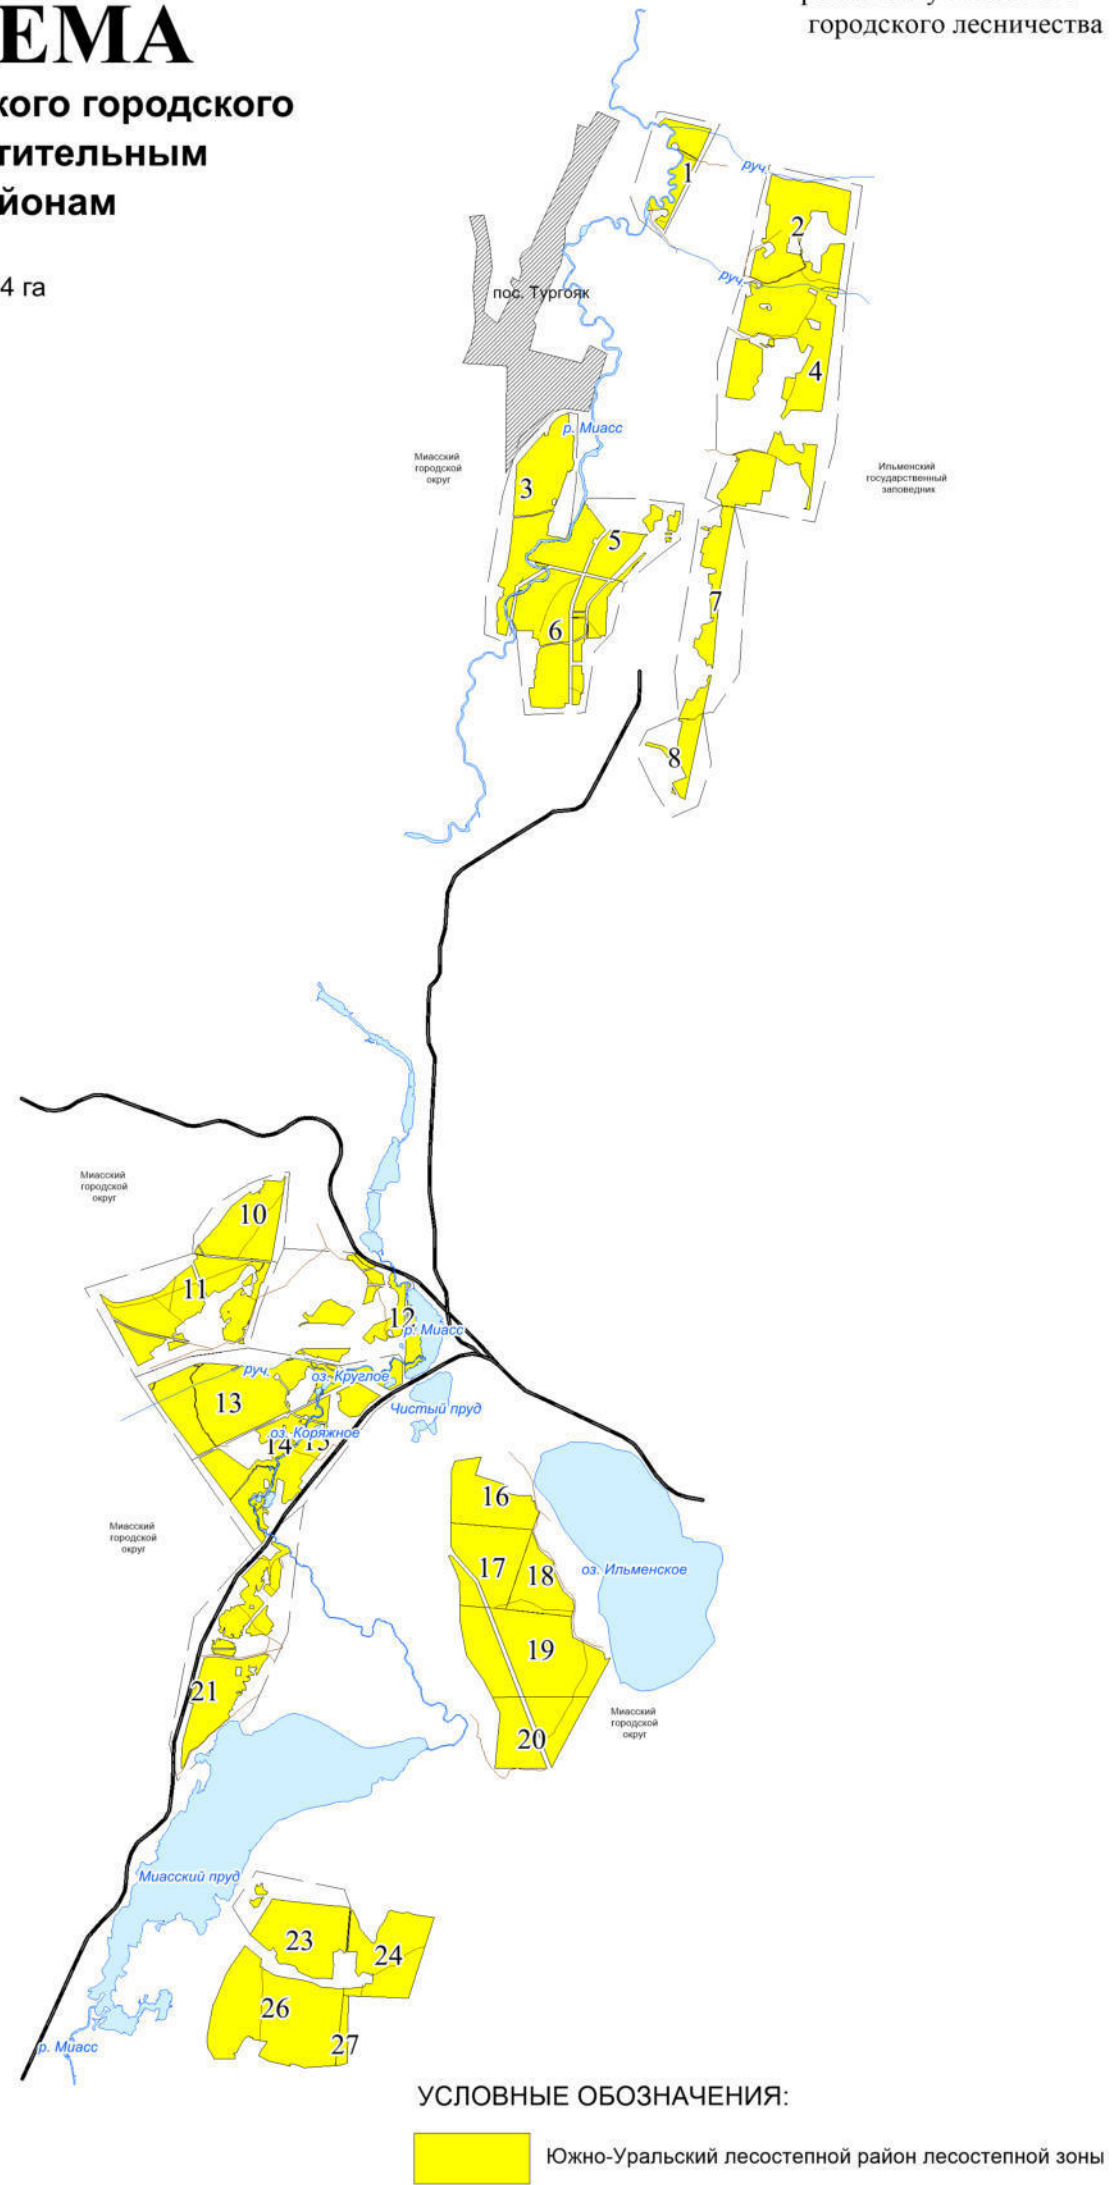 ЕМА
городского лесничества
кого городского
тительным
йонам
4 га
1
руч.
2
руч.
пос. Тургояк
4
р. Миасс
Миасский
городской
округ
Ильменский
государственный
заповедник
3
5
7
6
8
Миасский
городской
округ
10
11
12
р. Миасс
руч.
оз. Круглое
13
Чистый пруд
оз. Коряжное
14
15
16
Миасский
городской
округ
17
18
оз. Ильменское
19
21
Миасский
городской
округ
20
Миасский пруд
23
24
26
27
р. Миасс
УСЛОВНЫЕ ОБОЗНАЧЕНИЯ:
Южно-Уральский лесостепной район лесостепной зоны